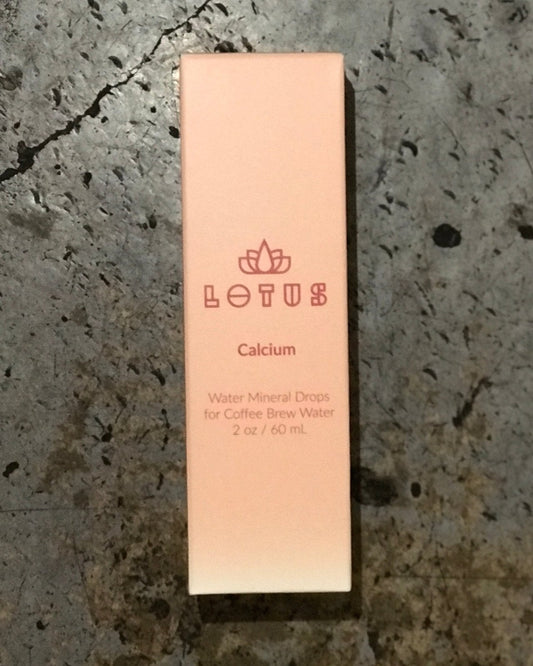 LOTUS
Calcium
Water Mineral Drops
for Coffee Brew Water
2 oz / 60 mL